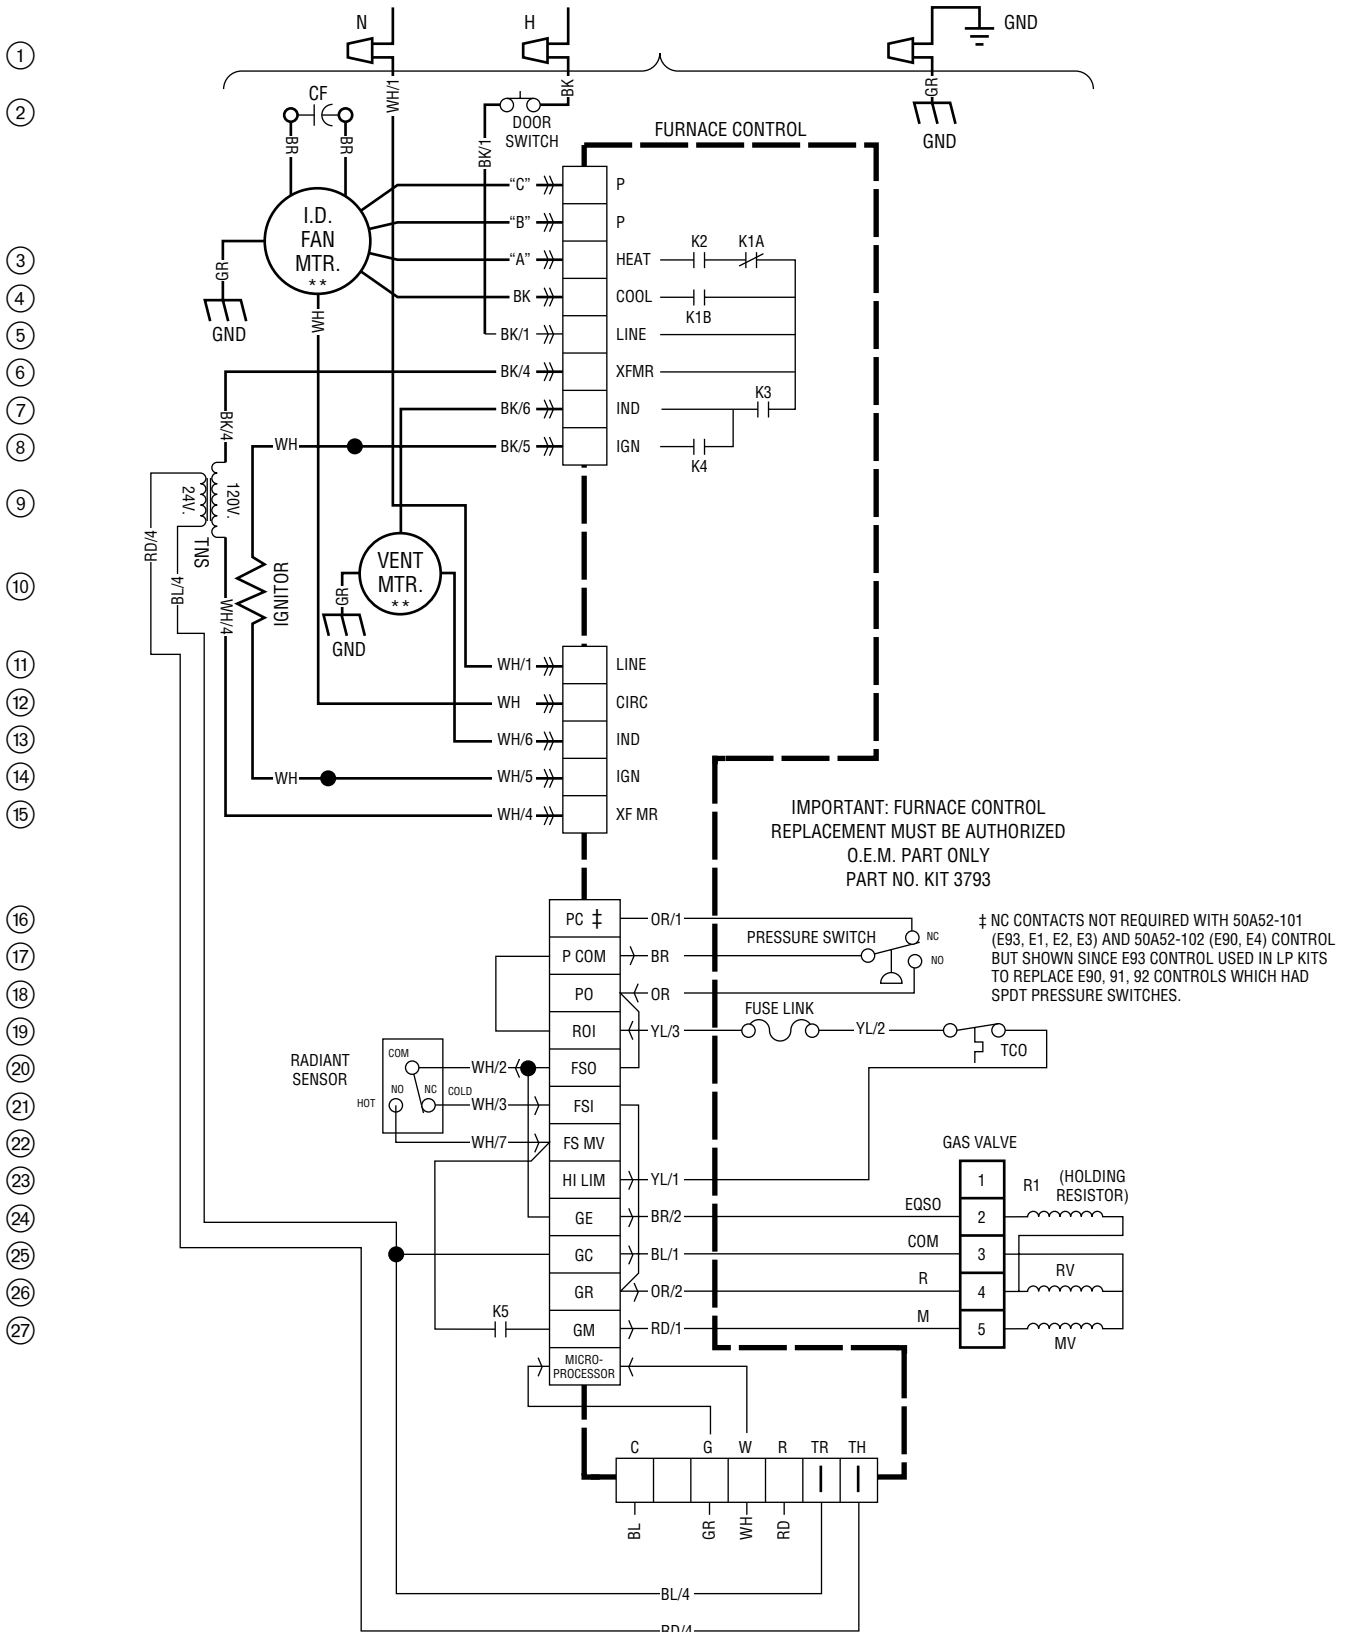 N
H
GND
1
WH/1
BK
GR
2
CF
DOOR
SWITCH
GND
BR
BR
BK/1
FURNACE CONTROL
"C"
P
I.D.
FAN
MTR.
**
"B"
P
3
GR
"A"
HEAT
K2
K1A
4
BK
COOL
K1B
5
GND
WH
BK/1
LINE
6
BK/4
XFMR
7
BK/4
BK/6
IND
K3
8
WH
BK/5
IGN
K4
9
24V.
120V.
RD/4
TNS
BL/4
10
WH/4
IGNITOR
VENT
MTR.
**
GR
GND
11
WH/1
LINE
12
WH
CIRC
13
WH/6
IND
14
WH
WH/5
IGN
15
WH/4
XF MR
IMPORTANT: FURNACE CONTROL
REPLACEMENT MUST BE AUTHORIZED
O.E.M. PART ONLY
PART NO. KIT 3793
16
PC ‡
OR/1
‡ NC CONTACTS NOT REQUIRED WITH 50A52-101
(E93, E1, E2, E3) AND 50A52-102 (E90, E4) CONTROL
BUT SHOWN SINCE E93 CONTROL USED IN LP KITS
TO REPLACE E90, 91, 92 CONTROLS WHICH HAD
SPDT PRESSURE SWITCHES.
17
P COM
BR
PRESSURE SWITCH
NC
NO
18
PO
OR
19
ROI
YL/3
FUSE LINK
YL/2
TCO
20
RADIANT
SENSOR
COM
WH/2
FSO
21
HOT
NO
NC
COLD
WH/3
FSI
22
WH/7
FS MV
GAS VALVE
23
HI LIM
YL/1
1
R1
(HOLDING
RESISTOR)
24
GE
BR/2
EQSO
2
25
GC
BL/1
COM
3
26
GR
OR/2
R
4
RV
27
K5
GM
RD/1
M
5
MV
MICRO-
PROCESSOR
C
G
W
R
TR
TH
BL
GR
WH
RD
BL/4
RD/4